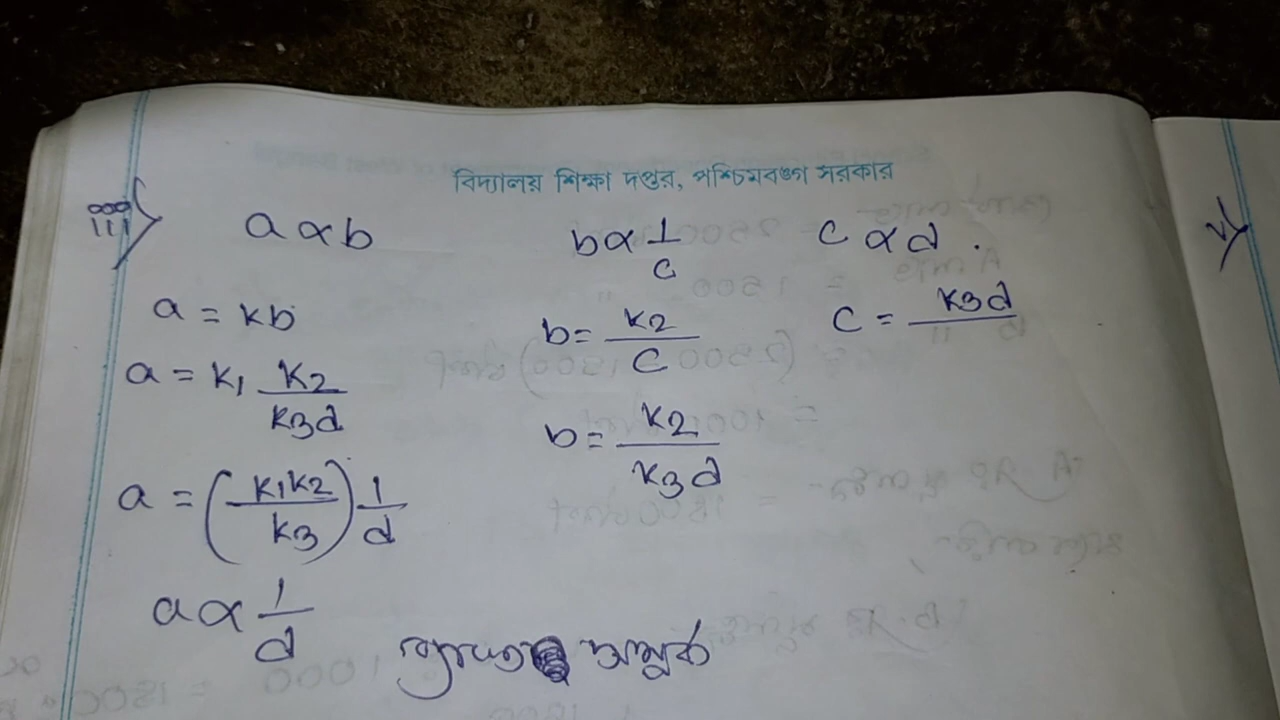 বিদ্যালয় শিক্ষা দপ্তর, পশ্চিমবঙ্গ সরকার
iii) a ∝ b b ∝ 1/c c ∝ d .
a = kb b = k2/c c = k3d
a = k1 k2/k3d b = k2/k3d
a = (k1k2/k3) 1/d
a ∝ 1/d
সম্পর্ক
v)